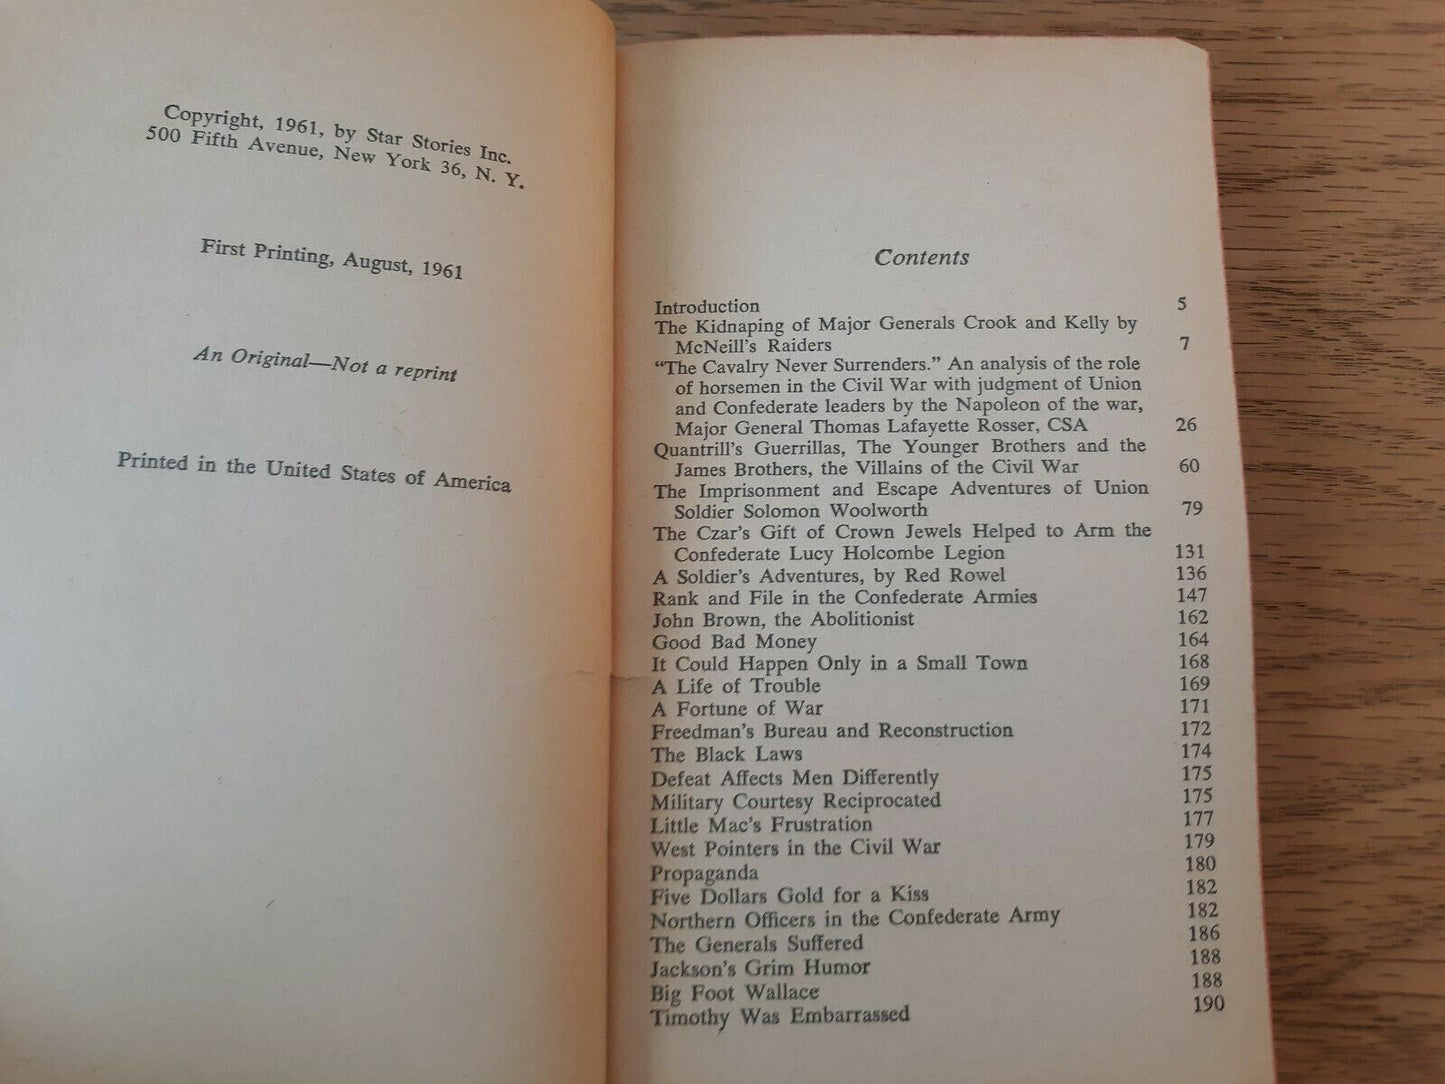 Copyright, 1961, by Star Stories Inc.
500 Fifth Avenue, New York 36, N. Y.
First Printing, August, 1961
An Original—Not a reprint
Printed in the United States of America
Contents
Introduction 5
The Kidnaping of Major Generals Crook and Kelly by
McNeill's Raiders 7
"The Cavalry Never Surrenders." An analysis of the role
of horsemen in the Civil War with judgment of Union
and Confederate leaders by the Napoleon of the war,
Major General Thomas Lafayette Rosser, CSA 26
Quantrill's Guerrillas, The Younger Brothers and the
James Brothers, the Villains of the Civil War 60
The Imprisonment and Escape Adventures of Union
Soldier Solomon Woolworth 79
The Czar's Gift of Crown Jewels Helped to Arm the
Confederate Lucy Holcombe Legion 131
A Soldier's Adventures, by Red Rowel 136
Rank and File in the Confederate Armies 147
John Brown, the Abolitionist 162
Good Bad Money 164
It Could Happen Only in a Small Town 168
A Life of Trouble 169
A Fortune of War 171
Freedman's Bureau and Reconstruction 172
The Black Laws 174
Defeat Affects Men Differently 175
Military Courtesy Reciprocated 175
Little Mac's Frustration 177
West Pointers in the Civil War 179
Propaganda 180
Five Dollars Gold for a Kiss 182
Northern Officers in the Confederate Army 182
The Generals Suffered 186
Jackson's Grim Humor 188
Big Foot Wallace 188
Timothy Was Embarrassed 190